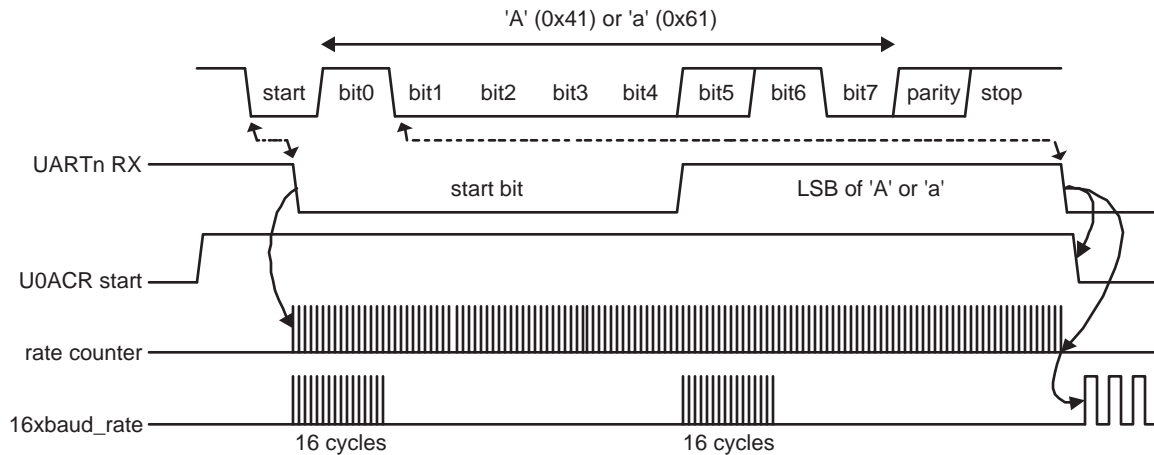 'A' (0x41) or 'a' (0x61)
start bit0 bit1 bit2 bit3 bit4 bit5 bit6 bit7 parity stop
UARTn RX
start bit LSB of 'A' or 'a'
U0ACR start
rate counter
16xbaud_rate
16 cycles 16 cycles